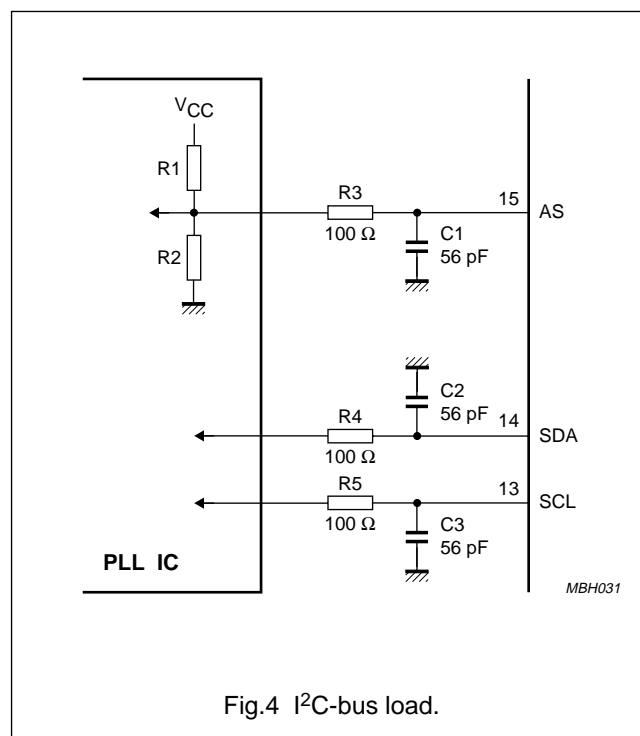 VCC
R1
R2
R3
100 Ω
15
AS
C1
56 pF
C2
56 pF
R4
100 Ω
14
SDA
R5
100 Ω
13
SCL
C3
56 pF
PLL IC
MBH031
Fig.4 I²C-bus load.